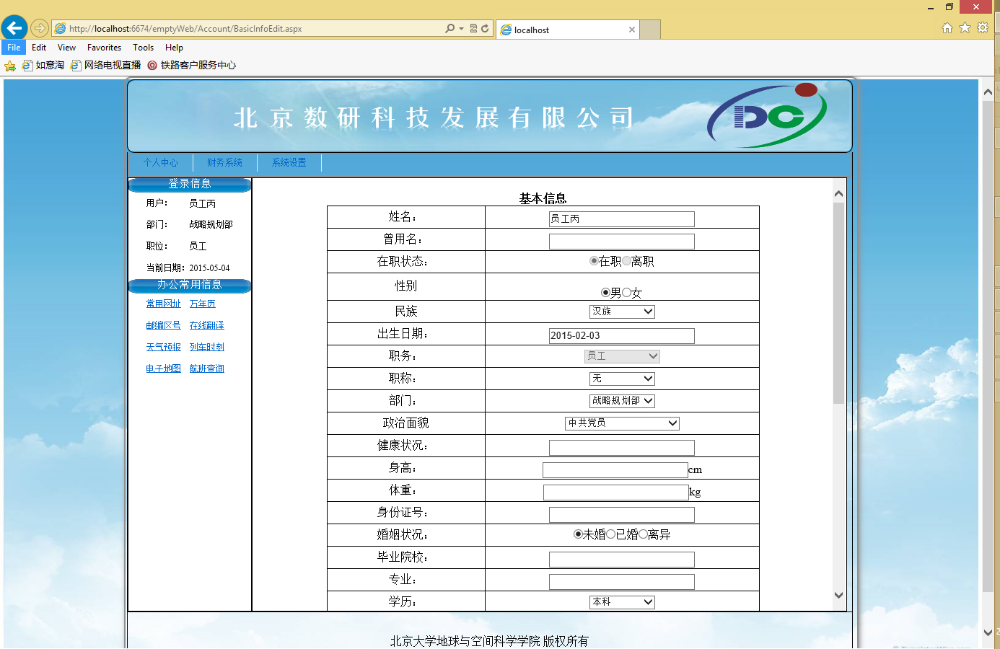 http://localhost:6674/emptyWeb/Account/BasicInfoEdit.aspx
localhost
File Edit View Favorites Tools Help
如意淘 网络电视直播 铁路客户服务中心
北京数研科技发展有限公司
DC
个人中心 财务系统 系统设置
登录信息
用户: 员工丙
部门: 战略规划部
职位: 员工
当前日期: 2015-05-04
办公常用信息
常用网址 万年历
邮编区号 在线翻译
天气预报 列车时刻
电子地图 航班查询
基本信息
姓名: 员工丙
曾用名:
在职状态: 在职 离职
性别 男 女
民族 汉族
出生日期: 2015-02-03
职务: 员工
职称: 无
部门: 战略规划部
政治面貌 中共党员
健康状况:
身高: cm
体重: kg
身份证号:
婚姻状况: 未婚 已婚 离异
毕业院校:
专业:
学历: 本科
北京大学地球与空间科学学院 版权所有